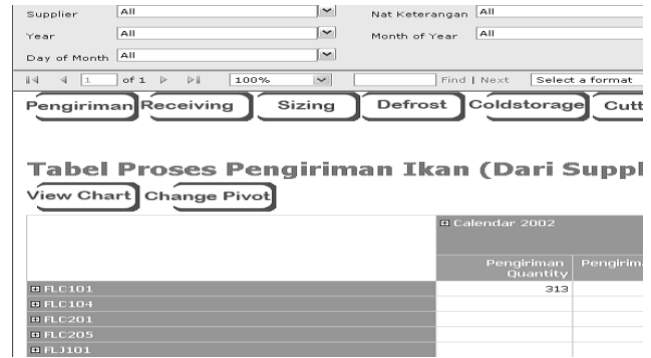 Supplier All Nat Keterangan All
Year All Month of Year All
Day of Month All
1 of 1 100% Find | Next Select a format
Pengiriman Receiving Sizing Defrost Coldstorage Cutt
Tabel Proses Pengiriman Ikan (Dari Suppl
View Chart Change Pivot
Calendar 2002
Pengiriman Pengirim
Quantity
FLC101 313
FLC104
FLC201
FLC205
FLJ101